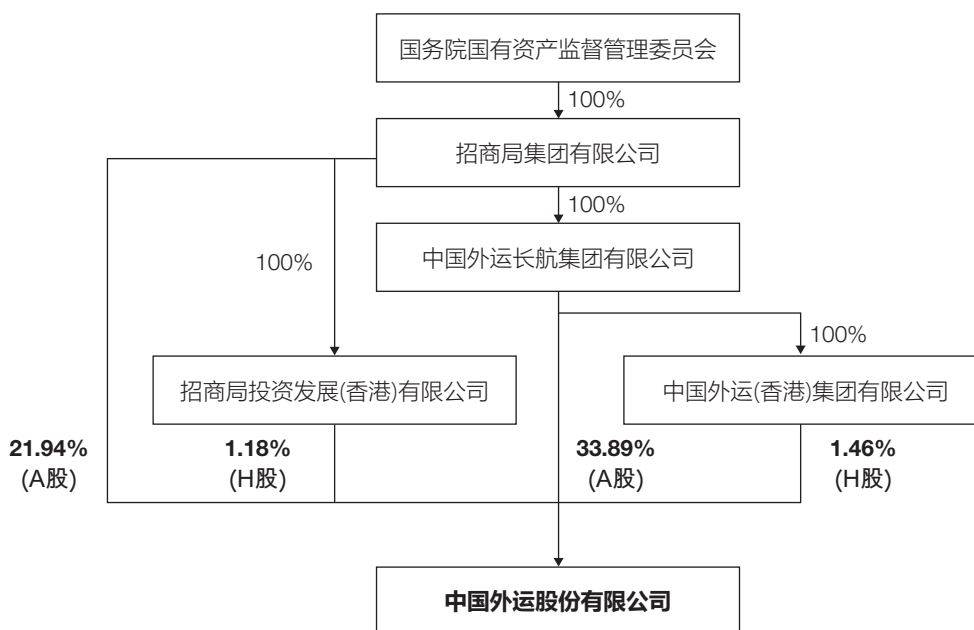 国务院国有资产监督管理委员会
100%
招商局集团有限公司
100%
中国外运长航集团有限公司
100%
100%
招商局投资发展(香港)有限公司
中国外运(香港)集团有限公司
21.94%
(A股)
1.18%
(H股)
33.89%
(A股)
1.46%
(H股)
中国外运股份有限公司